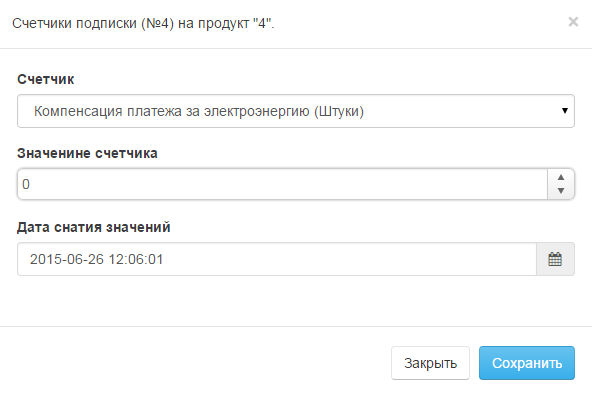 Счетчики подписки (№4) на продукт "4".
×
Счетчик
Компенсация платежа за электроэнергию (Штуки)
Значенине счетчика
0
Дата снатия значений
2015-06-26 12:06:01
Закрыть Сохранить